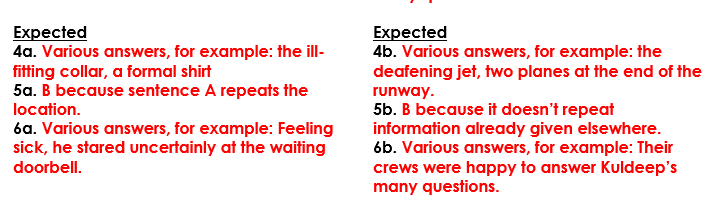 Expected
4a. Various answers, for example: the ill-
fitting collar, a formal shirt
5a. B because sentence A repeats the
location.
6a. Various answers, for example: Feeling
sick, he stared uncertainly at the waiting
doorbell.
Expected
4b. Various answers, for example: the
deafening jet, two planes at the end of the
runway.
5b. B because it doesn't repeat
information already given elsewhere.
6b. Various answers, for example: Their
crews were happy to answer Kuldeep's
many questions.